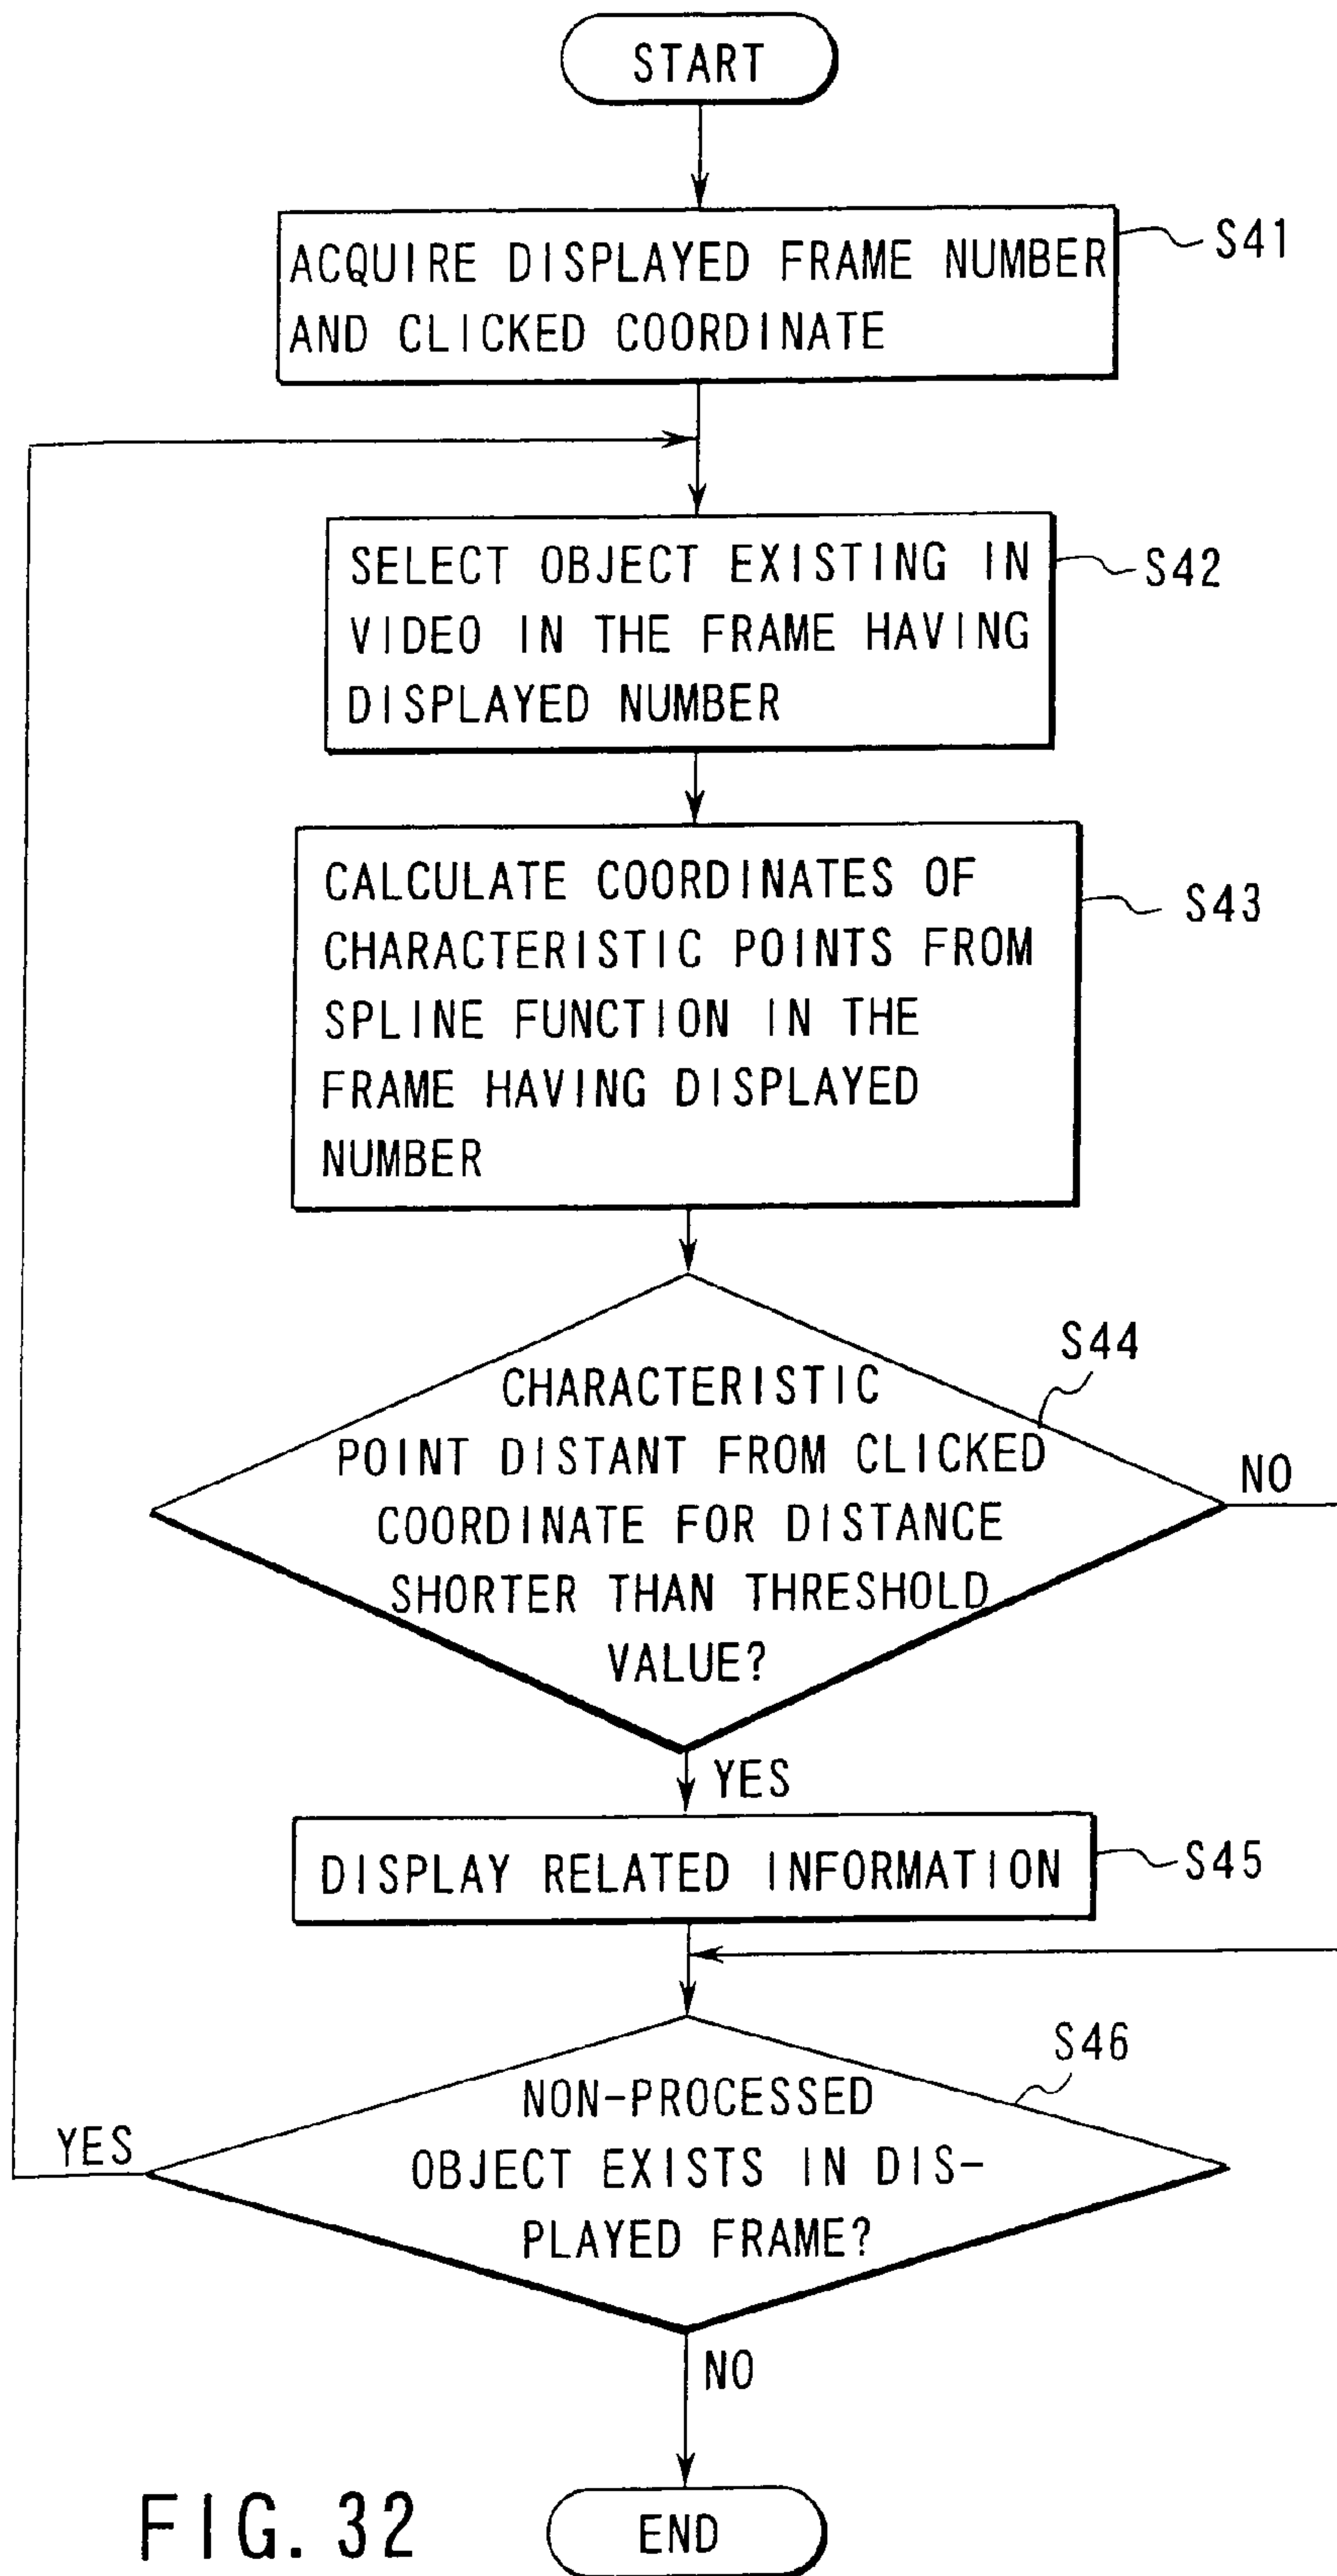 START
ACQUIRE DISPLAYED FRAME NUMBER
AND CLICKED COORDINATE
S41
SELECT OBJECT EXISTING IN
VIDEO IN THE FRAME HAVING
DISPLAYED NUMBER
S42
CALCULATE COORDINATES OF
CHARACTERISTIC POINTS FROM
SPLINE FUNCTION IN THE
FRAME HAVING DISPLAYED
NUMBER
S43
S44
CHARACTERISTIC
POINT DISTANT FROM CLICKED
COORDINATE FOR DISTANCE
SHORTER THAN THRESHOLD
VALUE?
NO
YES
DISPLAY RELATED INFORMATION
S45
S46
NON-PROCESSED
OBJECT EXISTS IN DIS-
PLAYED FRAME?
YES
NO
END
FIG. 32